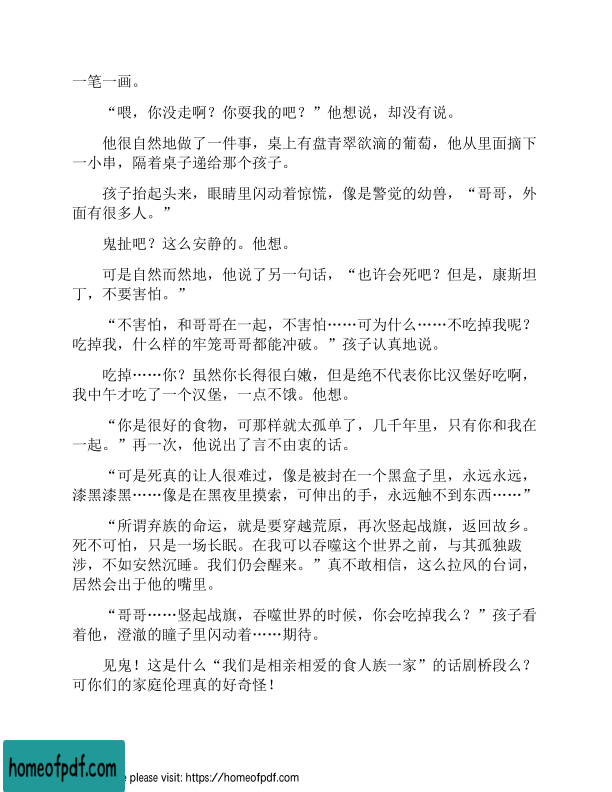 一笔一画。
“喂，你没走啊？你耍我的吧？”他想说，却没有说。
他很自然地做了一件事，桌上有盘青翠欲滴的葡萄，他从里面摘下
一小串，隔着桌子递给那个孩子。
孩子抬起头来，眼睛里闪动着惊慌，像是警觉的幼兽，“哥哥，外
面有很多人。”
鬼扯吧？这么安静的。他想。
可是自然而然地，他说了另一句话，“也许会死吧？但是，康斯坦
丁，不要害怕。”
“不害怕，和哥哥在一起，不害怕……可为什么……不吃掉我呢？
吃掉我，什么样的牢笼哥哥都能冲破。”孩子认真地说。
吃掉……你？虽然你长得很白嫩，但是绝不代表你比汉堡好吃啊，
我中午才吃了一个汉堡，一点不饿。他想。
“你是很好的食物，可那样就太孤单了，几千年里，只有你和我在
一起。”再一次，他说出了言不由衷的话。
“可是死真的让人很难过，像是被封在一个黑盒子里，永远永远，
漆黑漆黑……像是在黑夜里摸索，可伸出的手，永远触不到东西……”
“所谓弃族的命运，就是要穿越荒原，再次竖起战旗，返回故乡。
死不可怕，只是一场长眠。在我可以吞噬这个世界之前，与其孤独跋
涉，不如安然沉睡。我们仍会醒来。”真不敢相信，这么拉风的台词，
居然会出于他的嘴里。
“哥哥……竖起战旗，吞噬世界的时候，你会吃掉我么？”孩子看
着他，澄澈的瞳子里闪动着……期待。
见鬼！这是什么“我们是相亲相爱的食人族一家”的话剧桥段么？
可你们的家庭伦理真的好奇怪！
homeofpdf.com
e please visit: https://homeofpdf.com